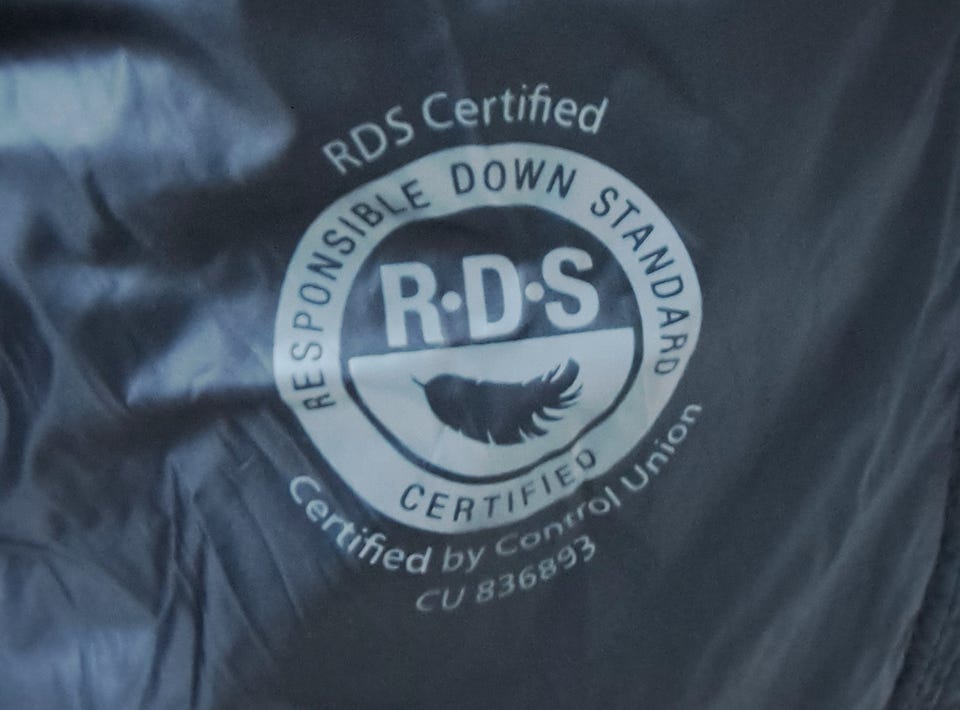 RDS Certified
RESPONSIBLE DOWN STANDARD
R·D·S
CERTIFIED
Certified by Control Union
CU 836893